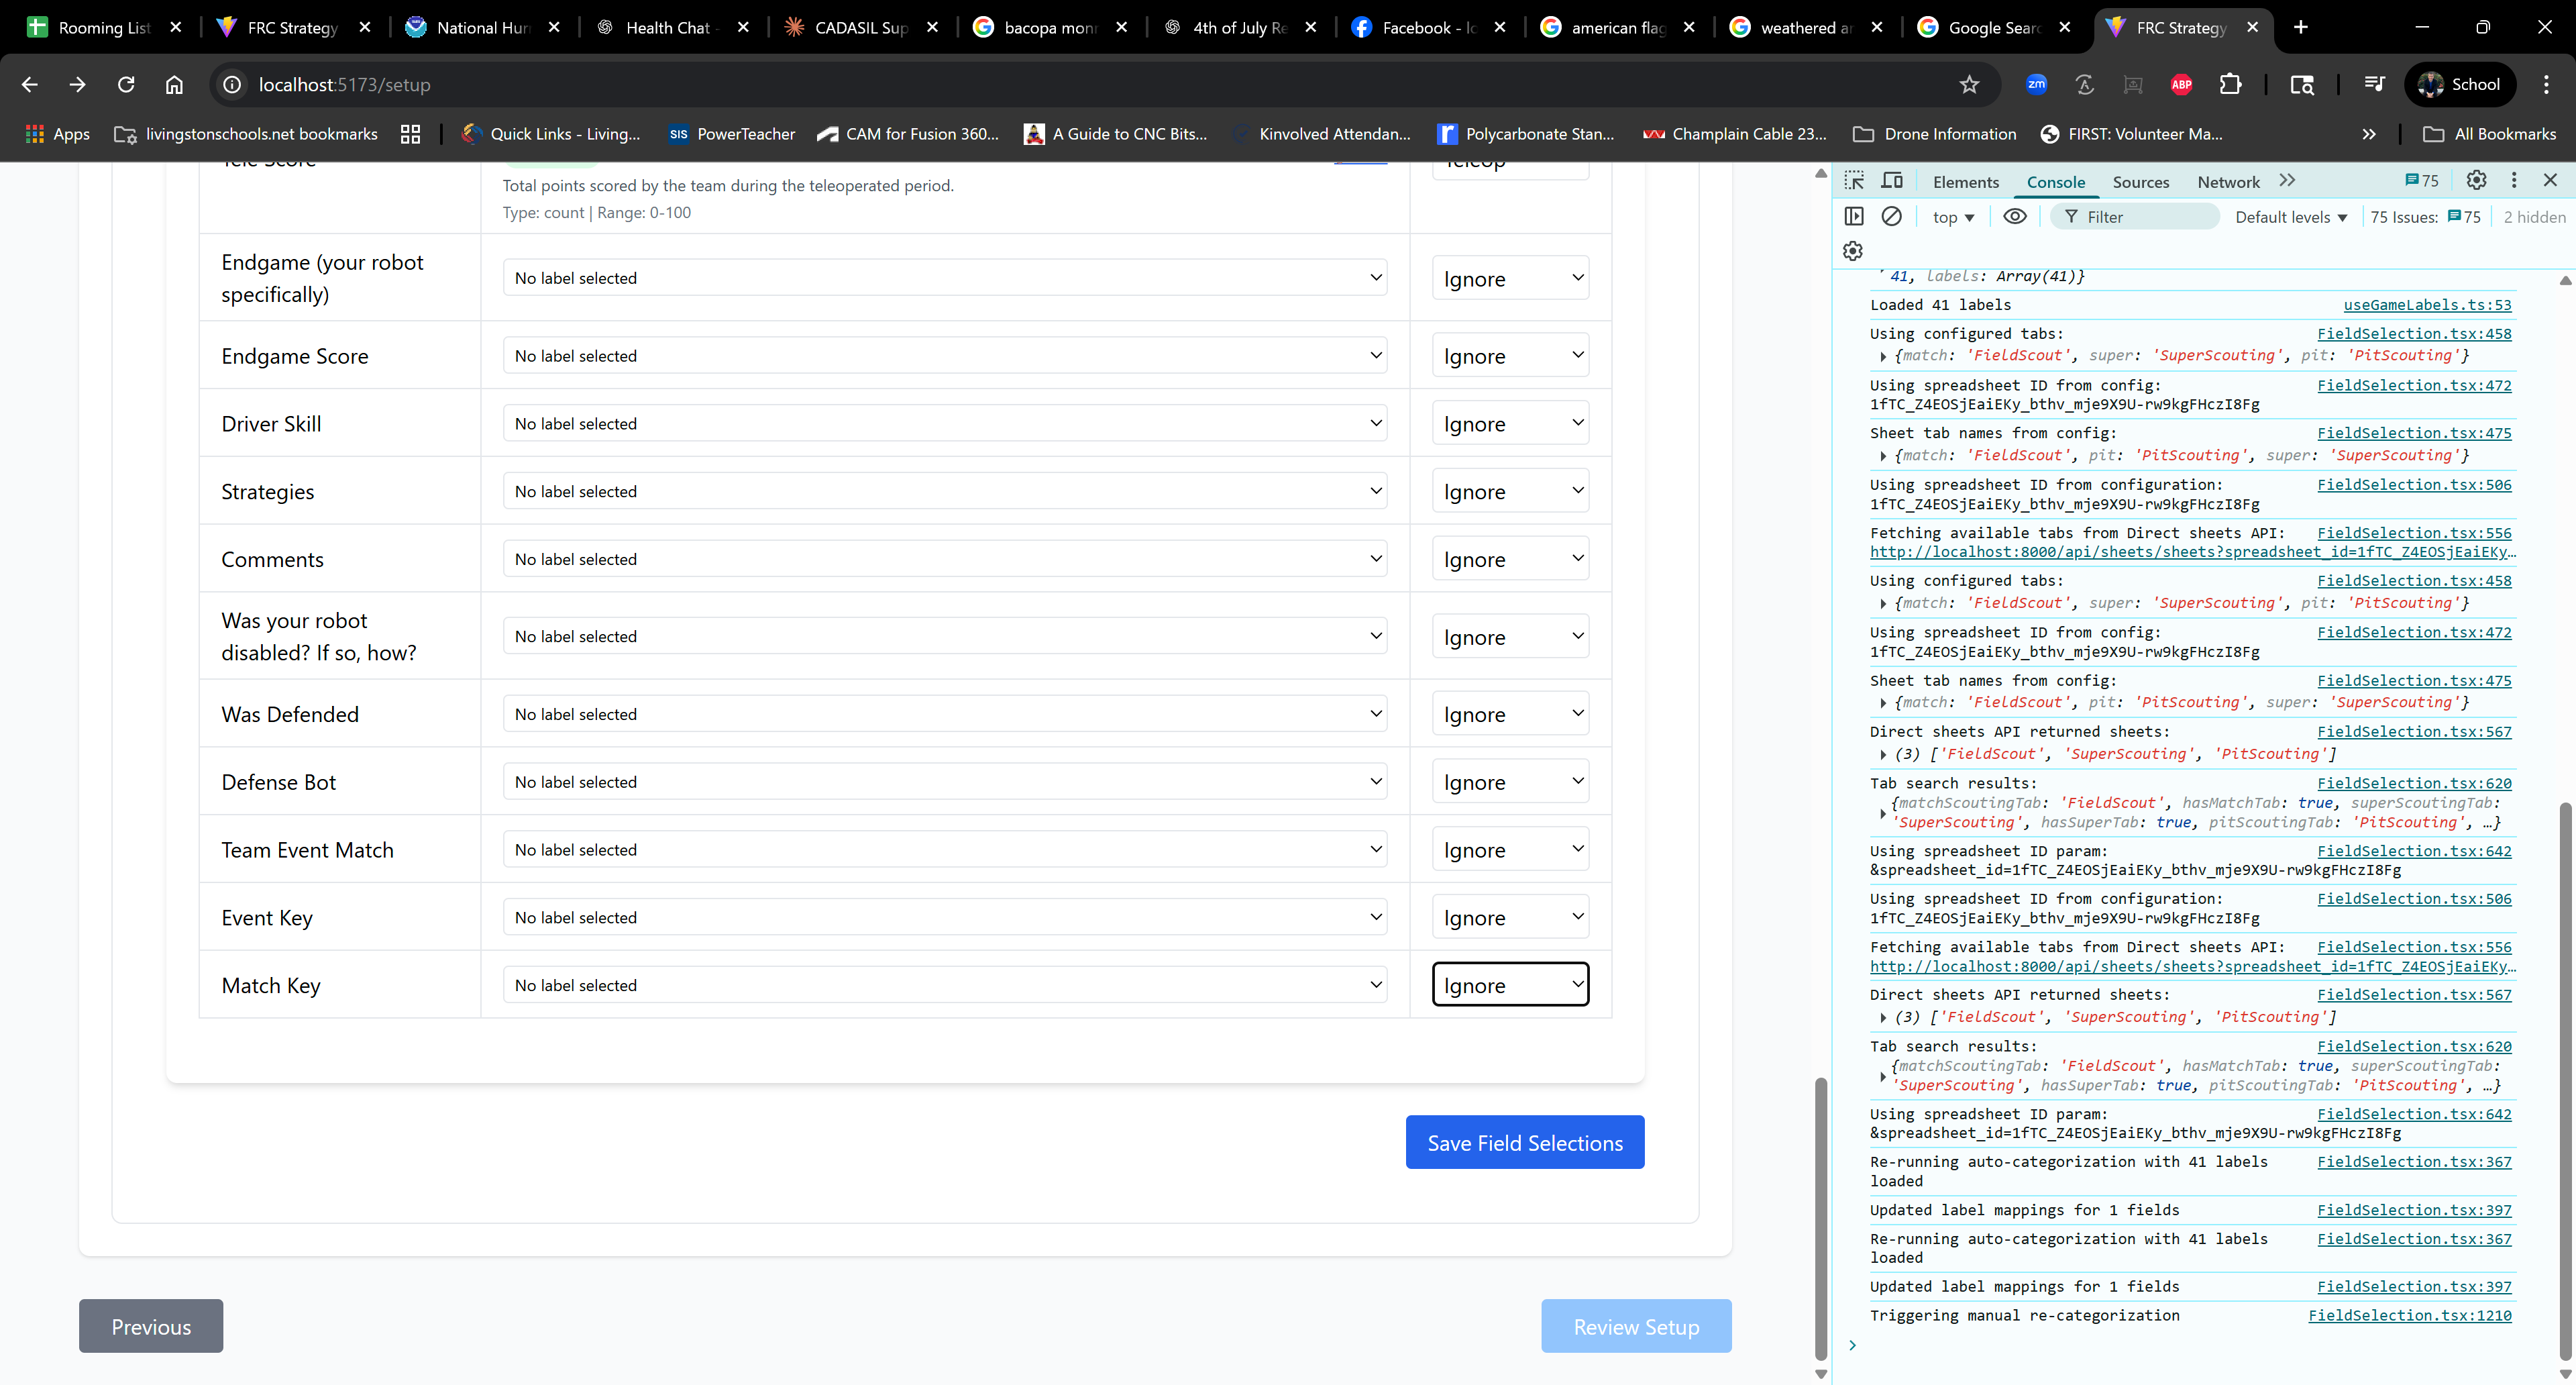 Rooming List
FRC Strategy
National Hurr
Health Chat -
CADASIL Sup
bacopa monn
4th of July Re
Facebook - lo
american flag
weathered ar
Google Searc
FRC Strategy
localhost:5173/setup
zm
ABP
School
Apps
livingstonschools.net bookmarks
Quick Links - Living...
SIS PowerTeacher
CAM for Fusion 360...
A Guide to CNC Bits...
Kinvolved Attendan...
Polycarbonate Stan...
Champlain Cable 23...
Drone Information
FIRST: Volunteer Ma...
All Bookmarks
Tele Score
Teleop
Total points scored by the team during the teleoperated period.
Type: count | Range: 0-100
Endgame (your robot
specifically)
No label selected
Ignore
Endgame Score
No label selected
Ignore
Driver Skill
No label selected
Ignore
Strategies
No label selected
Ignore
Comments
No label selected
Ignore
Was your robot
disabled? If so, how?
No label selected
Ignore
Was Defended
No label selected
Ignore
Defense Bot
No label selected
Ignore
Team Event Match
No label selected
Ignore
Event Key
No label selected
Ignore
Match Key
No label selected
Ignore
Save Field Selections
Previous
Review Setup
Elements
Console
Sources
Network
75
top
Filter
Default levels
75 Issues: 75
2 hidden
41, labels: Array(41)}
Loaded 41 labels useGameLabels.ts:53
Using configured tabs: FieldSelection.tsx:458
{match: 'FieldScout', super: 'SuperScouting', pit: 'PitScouting'}
Using spreadsheet ID from config: FieldSelection.tsx:472
1fTC_Z4EOSjEaiEKy_bthv_mje9X9U-rw9kgFHczI8Fg
Sheet tab names from config: FieldSelection.tsx:475
{match: 'FieldScout', pit: 'PitScouting', super: 'SuperScouting'}
Using spreadsheet ID from configuration: FieldSelection.tsx:506
1fTC_Z4EOSjEaiEKy_bthv_mje9X9U-rw9kgFHczI8Fg
Fetching available tabs from Direct sheets API: FieldSelection.tsx:556
http://localhost:8000/api/sheets/sheets?spreadsheet_id=1fTC_Z4EOSjEaiEKy…
Using configured tabs: FieldSelection.tsx:458
{match: 'FieldScout', super: 'SuperScouting', pit: 'PitScouting'}
Using spreadsheet ID from config: FieldSelection.tsx:472
1fTC_Z4EOSjEaiEKy_bthv_mje9X9U-rw9kgFHczI8Fg
Sheet tab names from config: FieldSelection.tsx:475
{match: 'FieldScout', pit: 'PitScouting', super: 'SuperScouting'}
Direct sheets API returned sheets: FieldSelection.tsx:567
(3) ['FieldScout', 'SuperScouting', 'PitScouting']
Tab search results: FieldSelection.tsx:620
{matchScoutingTab: 'FieldScout', hasMatchTab: true, superScoutingTab:
'SuperScouting', hasSuperTab: true, pitScoutingTab: 'PitScouting', …}
Using spreadsheet ID param: FieldSelection.tsx:642
&spreadsheet_id=1fTC_Z4EOSjEaiEKy_bthv_mje9X9U-rw9kgFHczI8Fg
Using spreadsheet ID from configuration: FieldSelection.tsx:506
1fTC_Z4EOSjEaiEKy_bthv_mje9X9U-rw9kgFHczI8Fg
Fetching available tabs from Direct sheets API: FieldSelection.tsx:556
http://localhost:8000/api/sheets/sheets?spreadsheet_id=1fTC_Z4EOSjEaiEKy…
Direct sheets API returned sheets: FieldSelection.tsx:567
(3) ['FieldScout', 'SuperScouting', 'PitScouting']
Tab search results: FieldSelection.tsx:620
{matchScoutingTab: 'FieldScout', hasMatchTab: true, superScoutingTab:
'SuperScouting', hasSuperTab: true, pitScoutingTab: 'PitScouting', …}
Using spreadsheet ID param: FieldSelection.tsx:642
&spreadsheet_id=1fTC_Z4EOSjEaiEKy_bthv_mje9X9U-rw9kgFHczI8Fg
Re-running auto-categorization with 41 labels FieldSelection.tsx:367
loaded
Updated label mappings for 1 fields FieldSelection.tsx:397
Re-running auto-categorization with 41 labels FieldSelection.tsx:367
loaded
Updated label mappings for 1 fields FieldSelection.tsx:397
Triggering manual re-categorization FieldSelection.tsx:1210